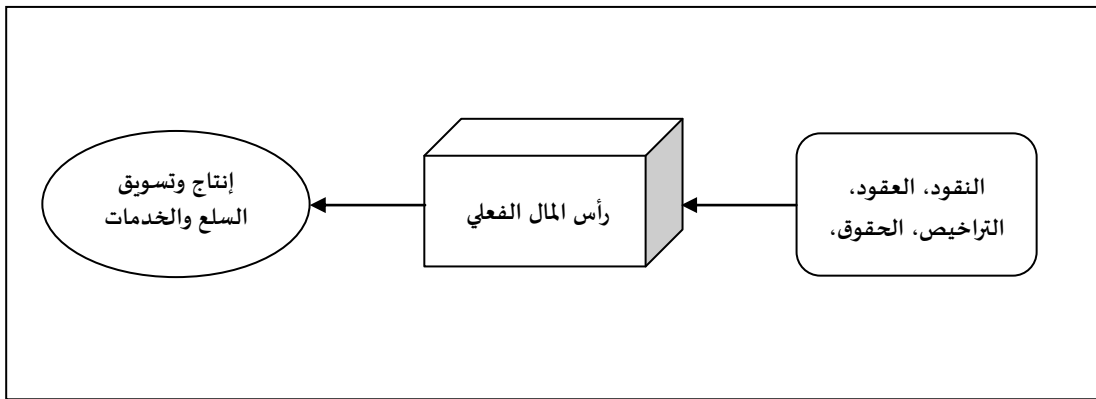 النقود، العقود،
التراخيص، الحقوق،
رأس المال الفعلي
إنتاج وتسويق
السلع والخدمات